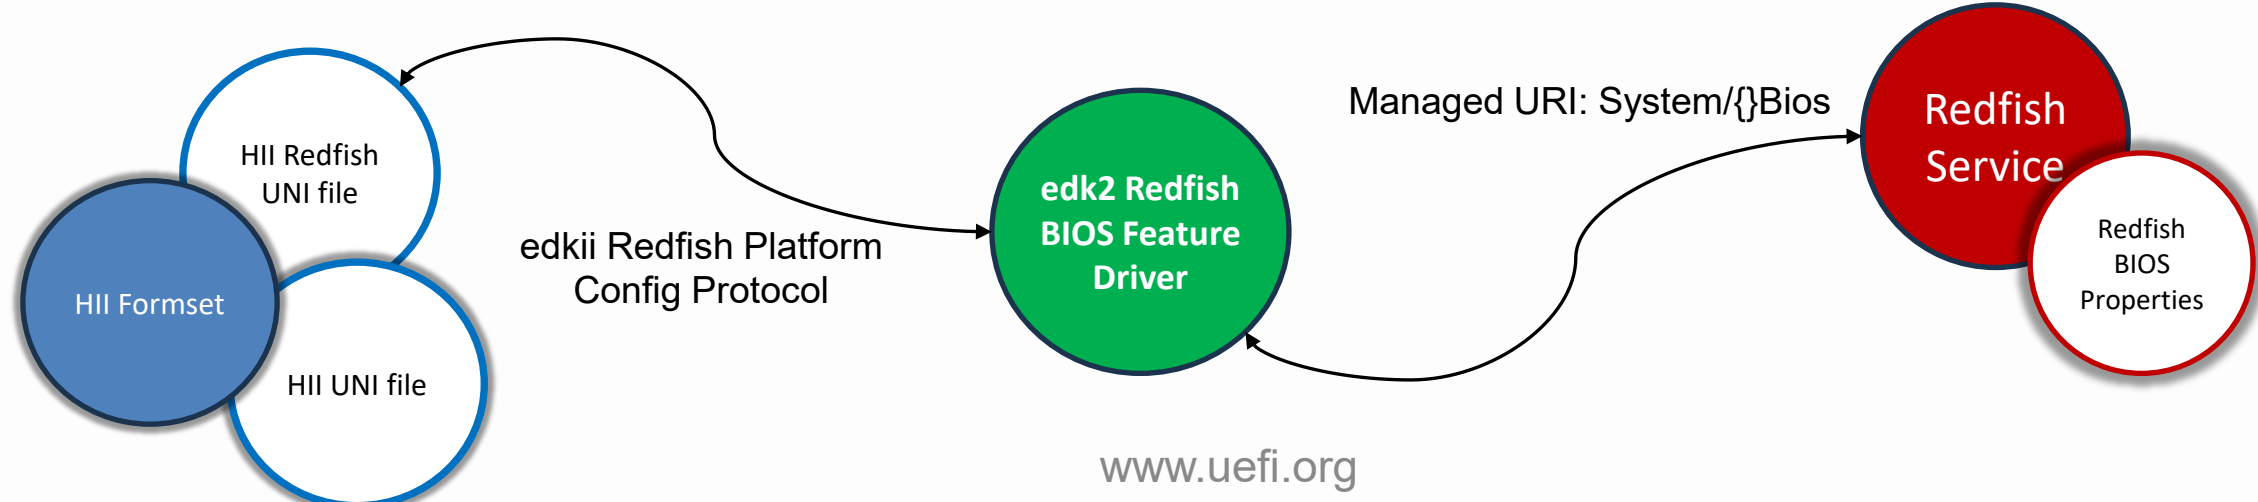 HII Redfish
UNI file
HII Formset
HII UNI file
edkii Redfish Platform
Config Protocol
edk2 Redfish
BIOS Feature
Driver
Managed URI: System/{}Bios
Redfish
Service
Redfish
BIOS
Properties
www.uefi.org